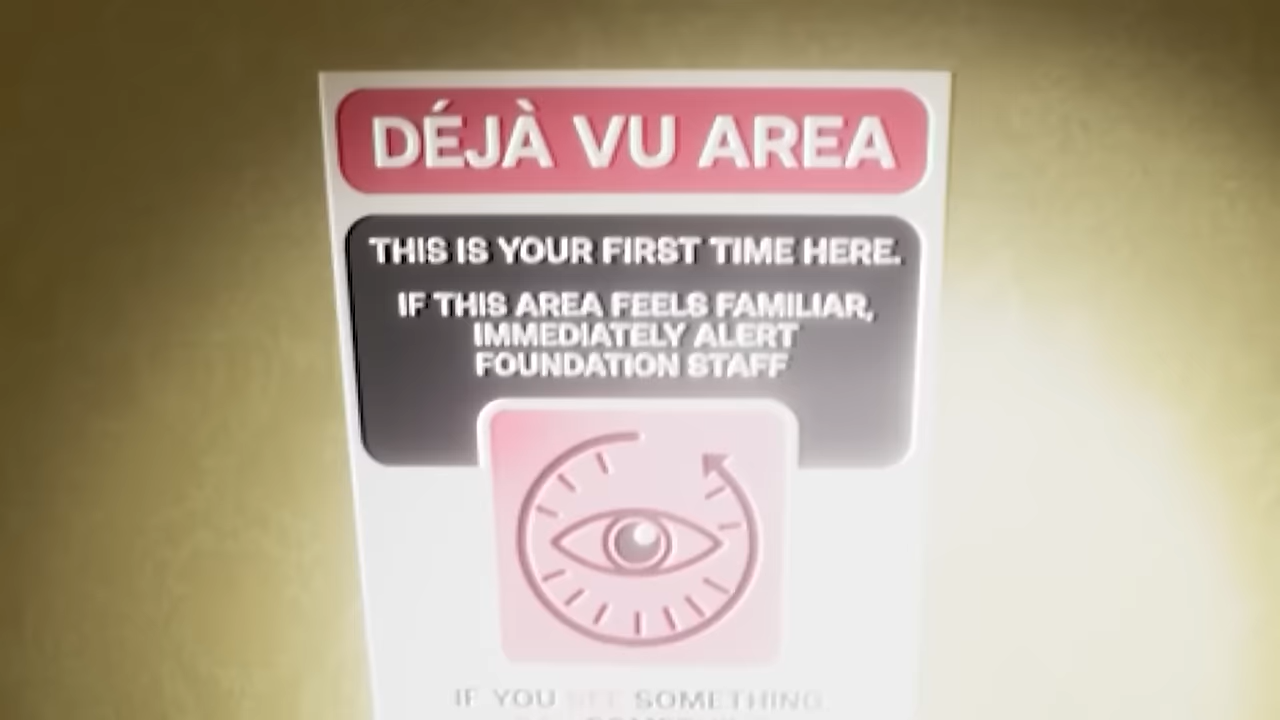 DÉJÀ VU AREA
THIS IS YOUR FIRST TIME HERE.
IF THIS AREA FEELS FAMILIAR,
IMMEDIATELY ALERT
FOUNDATION STAFF
IF YOU SEE SOMETHING,